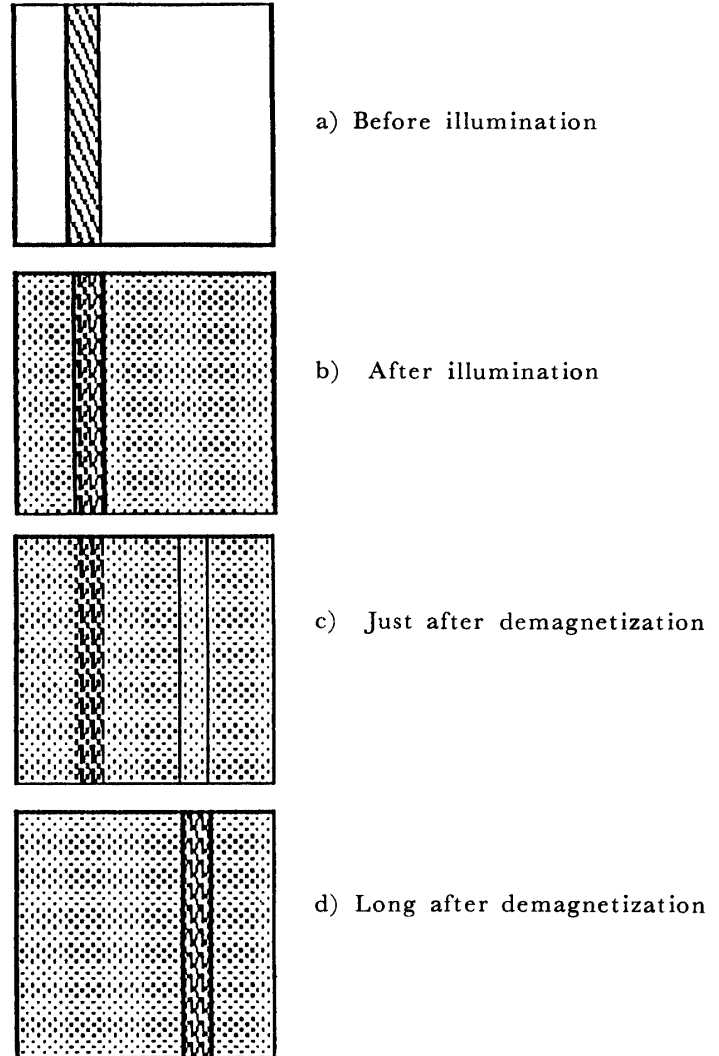 a) Before illumination
b) After illumination
c) Just after demagnetization
d) Long after demagnetization